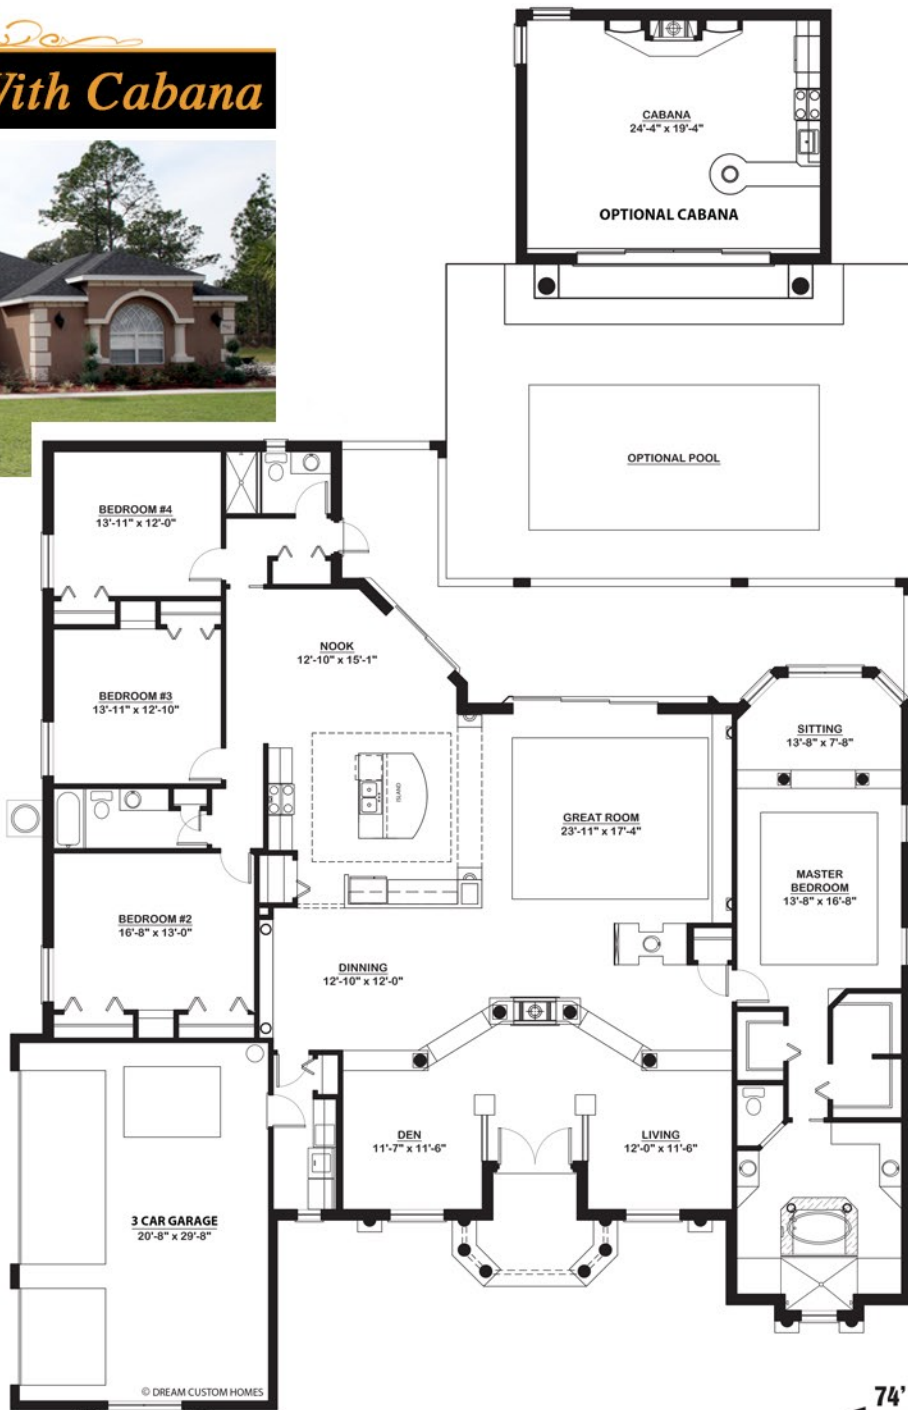 With Cabana
CABANA
24'-4" x 19'-4"
OPTIONAL CABANA
OPTIONAL POOL
BEDROOM #4
13'-11" x 12'-0"
NOOK
12'-10" x 15'-1"
BEDROOM #3
13'-11" x 12'-10"
SITTING
13'-8" x 7'-8"
ISLAND
GREAT ROOM
23'-11" x 17'-4"
MASTER
BEDROOM
13'-8" x 16'-8"
BEDROOM #2
16'-8" x 13'-0"
DINNING
12'-10" x 12'-0"
DEN
11'-7" x 11'-6"
LIVING
12'-0" x 11'-6"
3 CAR GARAGE
20'-8" x 29'-8"
© DREAM CUSTOM HOMES
74'